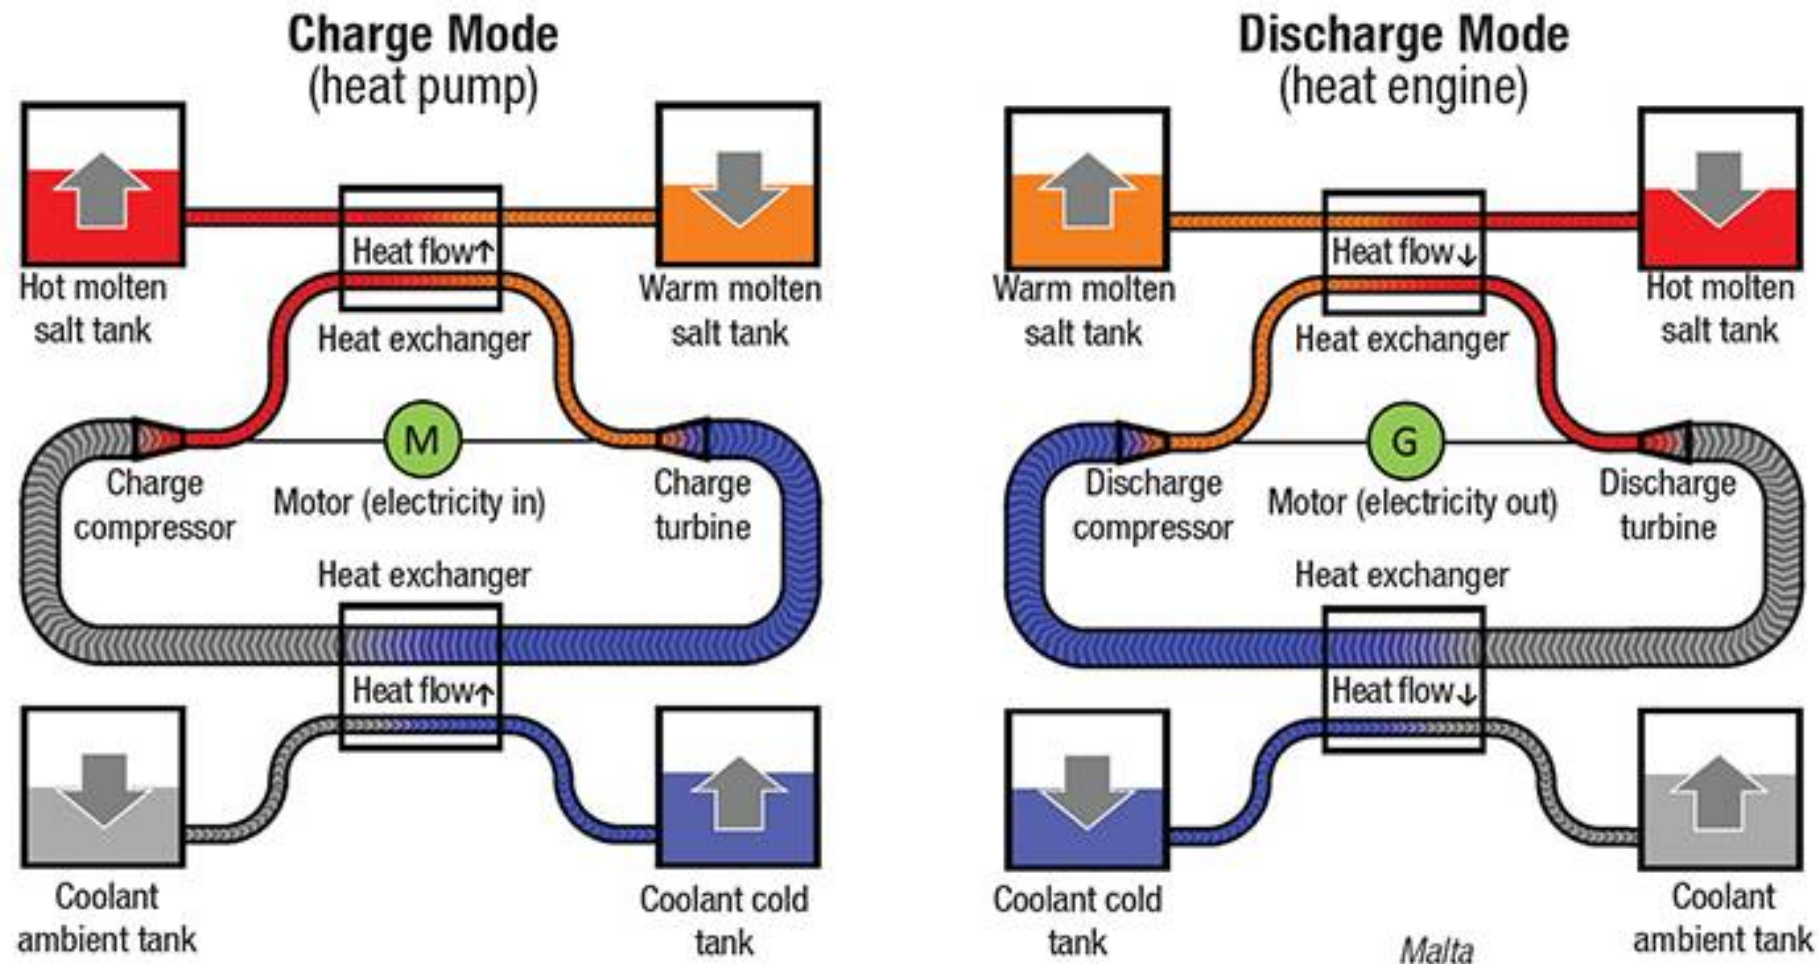 Charge Mode
(heat pump)
Heat flow↑
Hot molten
salt tank
Heat exchanger
Warm molten
salt tank
M
Charge
compressor
Motor (electricity in)
Charge
turbine
Heat exchanger
Heat flow↑
Coolant
ambient tank
Coolant cold
tank
Discharge Mode
(heat engine)
Heat flow↓
Warm molten
salt tank
Heat exchanger
Hot molten
salt tank
G
Discharge
compressor
Motor (electricity out)
Discharge
turbine
Heat exchanger
Heat flow↓
Coolant cold
tank
Coolant
ambient tank
Malta